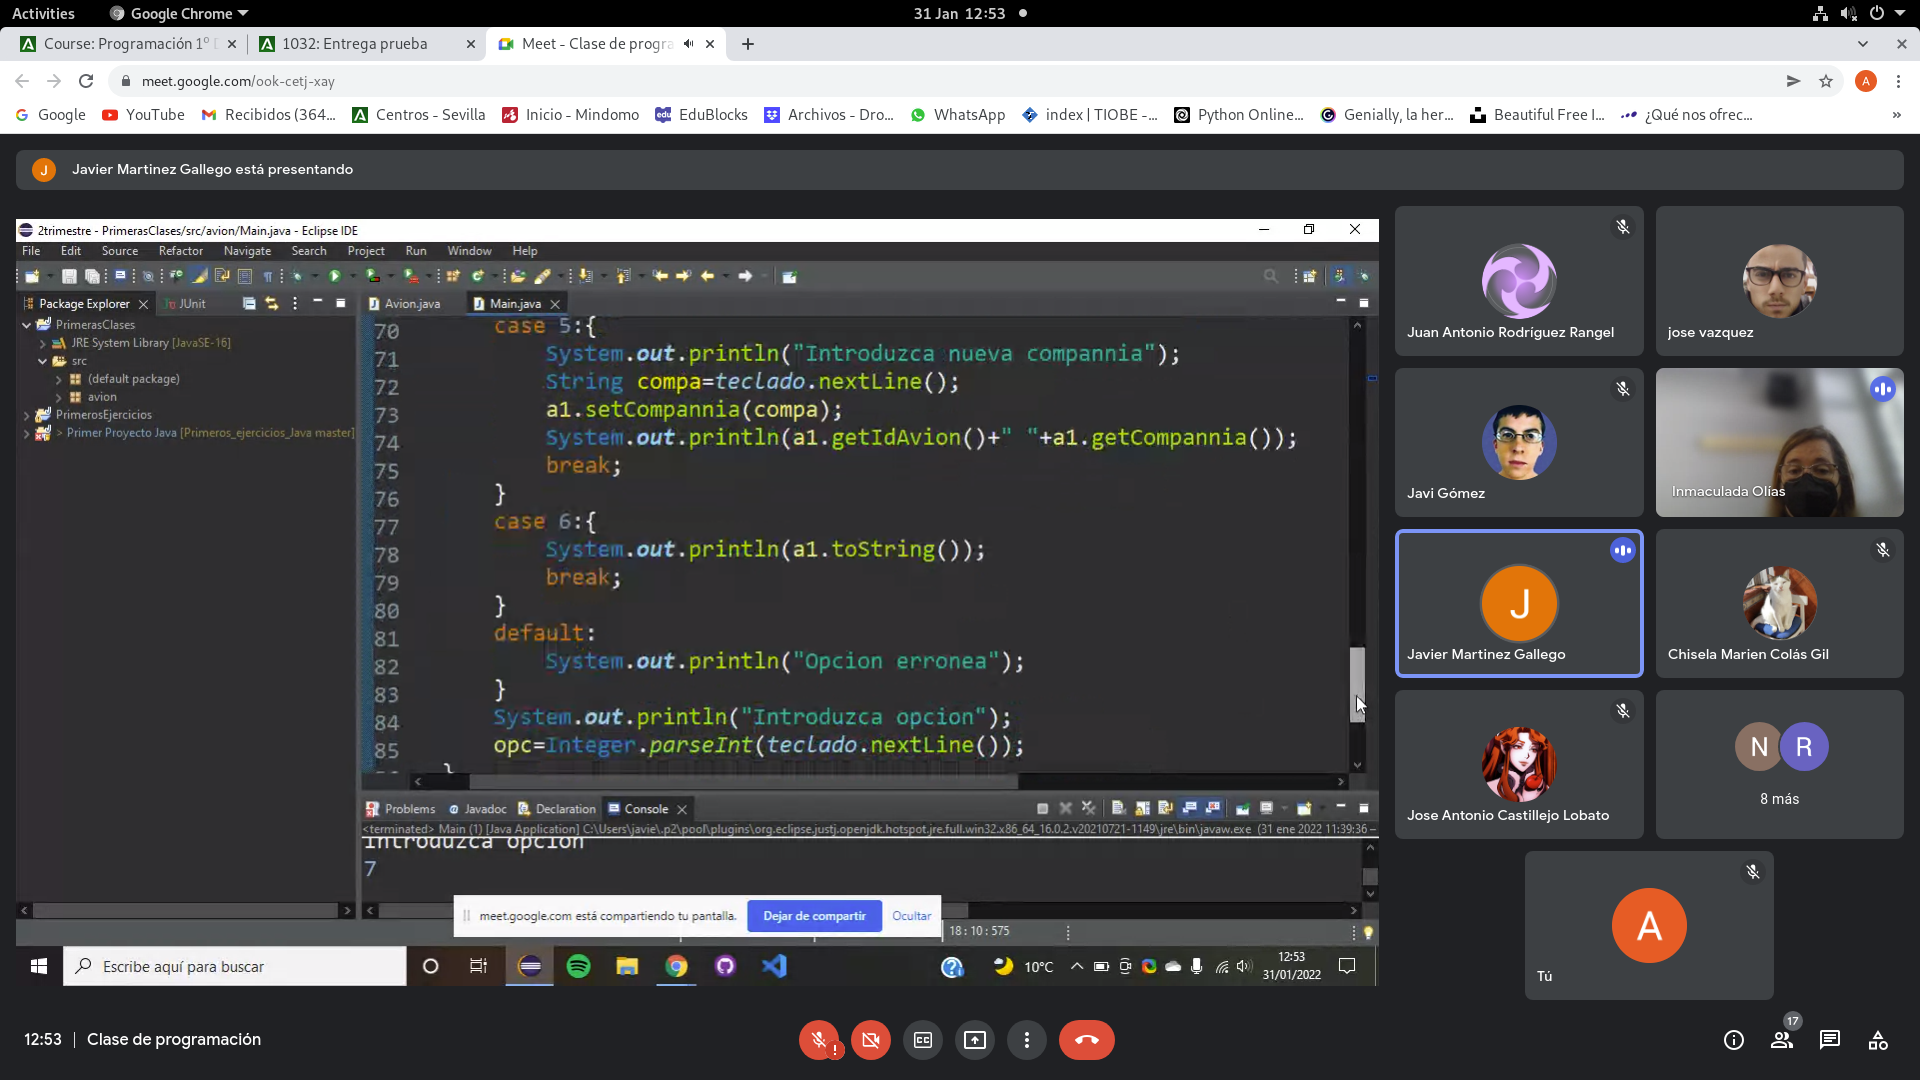 Activities
Google Chrome
31 Jan 12:53
Course: Programación 1º
1032: Entrega prueba
Meet - Clase de progra
meet.google.com/ook-cetj-xay
A
Google
YouTube
Recibidos (364...
Centros - Sevilla
Inicio - Mindomo
EduBlocks
Archivos - Dro...
WhatsApp
index | TIOBE -...
Python Online...
Genially, la her...
Beautiful Free I...
¿Qué nos ofrec...
»
J
Javier Martinez Gallego está presentando
2trimestre - PrimerasClases/src/avion/Main.java - Eclipse IDE
File Edit Source Refactor Navigate Search Project Run Window Help
Package Explorer
JUnit
Avion.java
Main.java
PrimerasClases
JRE System Library [JavaSE-16]
src
(default package)
avion
PrimerosEjercicios
> Primer Proyecto Java [Primeros_ejercicios_Java master]
70 case 5:{
71 System.out.println("Introduzca nueva compannia");
72 String compa=teclado.nextLine();
73 a1.setCompannia(compa);
74 System.out.println(a1.getIdAvion()+" "+a1.getCompannia());
75 break;
76 }
77 case 6:{
78 System.out.println(a1.toString());
79 break;
80 }
81 default:
82 System.out.println("Opcion erronea");
83 }
84 System.out.println("Introduzca opcion");
85 opc=Integer.parseInt(teclado.nextLine());
}
Problems
Javadoc
Declaration
Console
<terminated> Main (1) [Java Application] C:\Users\javie\.p2\pool\plugins\org.eclipse.justj.openjdk.hotspot.jre.full.win32.x86_64_16.0.2.v20210721-1149\jre\bin\javaw.exe (31 ene 2022 11:39:36 –
Introduzca opcion
7
meet.google.com está compartiendo tu pantalla.
Dejar de compartir
Ocultar
18 : 10 : 575
Escribe aquí para buscar
10°C
12:53
31/01/2022
Juan Antonio Rodríguez Rangel
jose vazquez
Javi Gómez
Inmaculada Olías
J
Javier Martinez Gallego
Chisela Marien Colás Gil
Jose Antonio Castillejo Lobato
N R
8 más
A
Tú
12:53 | Clase de programación
17